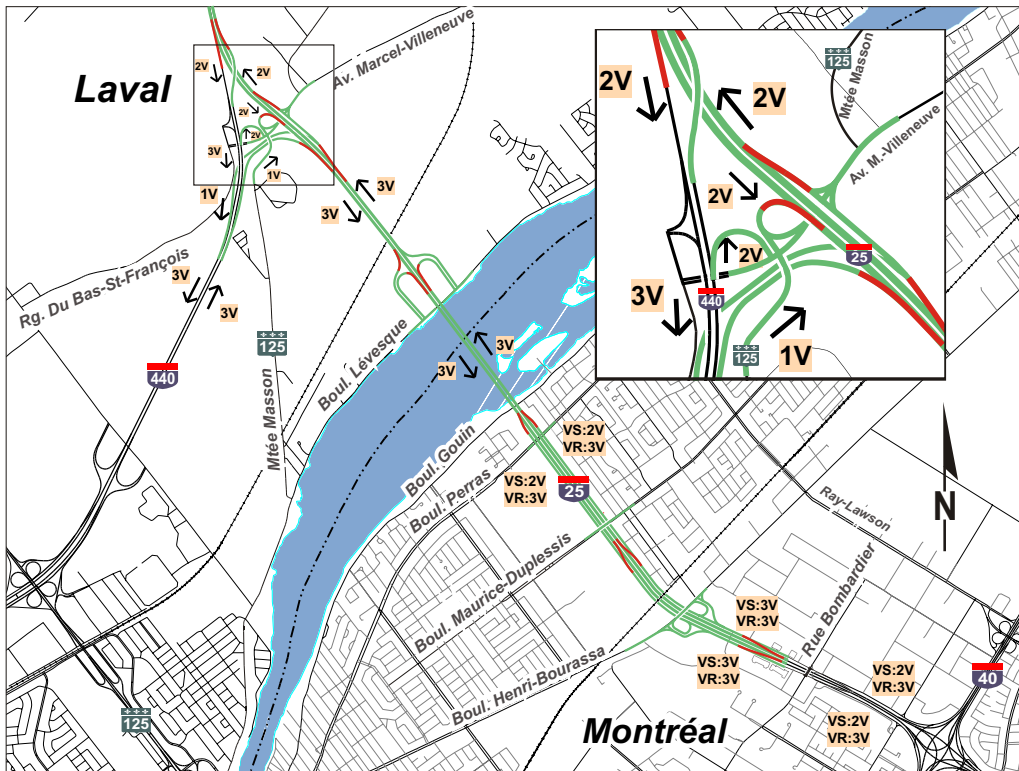 Laval
Av. Marcel-Villeneuve
2V
2V
2V
2V
3V
1V
1V
3V
3V
3V
3V
Rg. Du Bas-St-François
125
440
Mtée Masson
Boul. Lévesque
3V
3V
Boul. Gouin
Boul. Perras
VS:2V
VR:3V
VS:2V
VR:3V
25
Boul. Maurice-Duplessis
Boul. Henri-Bourassa
VS:3V
VR:3V
VS:3V
VR:3V
Rue Bombardier
Ray-Lawson
VS:2V
VR:3V
VS:2V
VR:3V
40
125
Montréal
N
2V
2V
125
Mtée Masson
Av. M.-Villeneuve
2V
2V
25
3V
440
125
1V